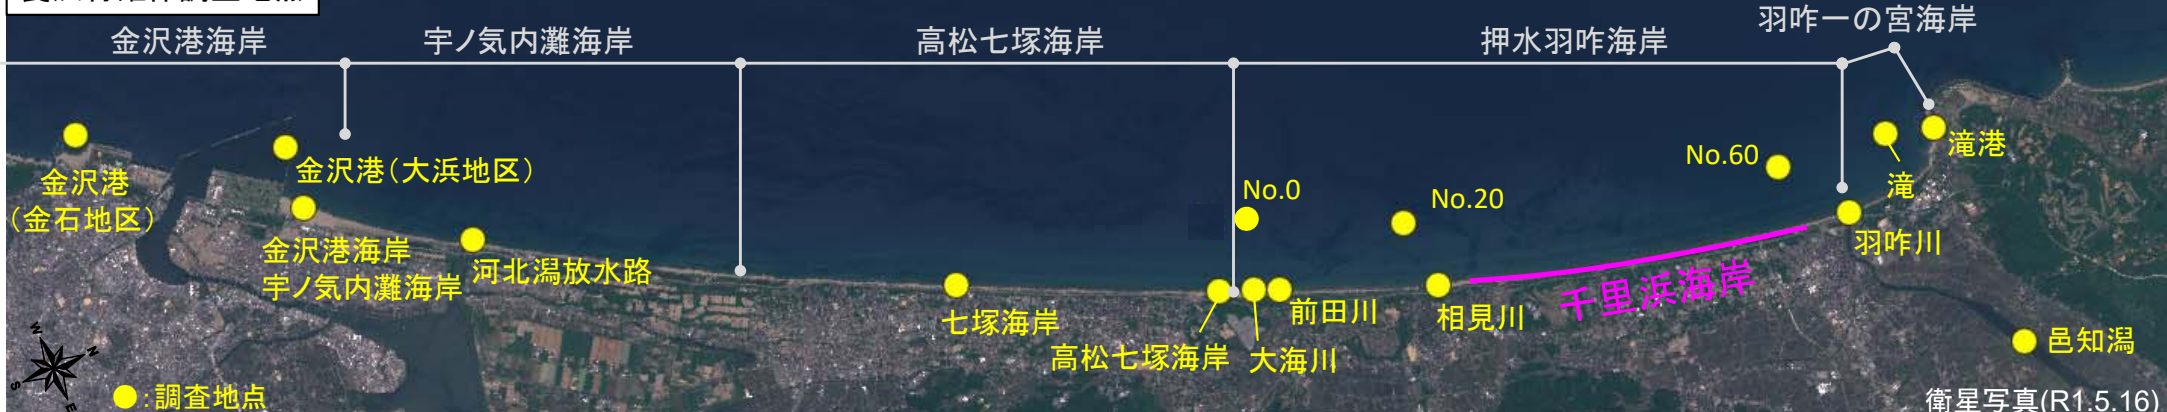 金沢港海岸
宇ノ気内灘海岸
高松七塚海岸
押水羽咋海岸
羽咋一の宮海岸
金沢港
(金石地区)
金沢港(大浜地区)
金沢港海岸
宇ノ気内灘海岸
河北潟放水路
七塚海岸
高松七塚海岸
大海川
No.0
前田川
No.20
相見川
千里浜海岸
No.60
滝
滝港
羽咋川
邑知潟
W
N
S
E
:調査地点
衛星写真(R1.5.16)